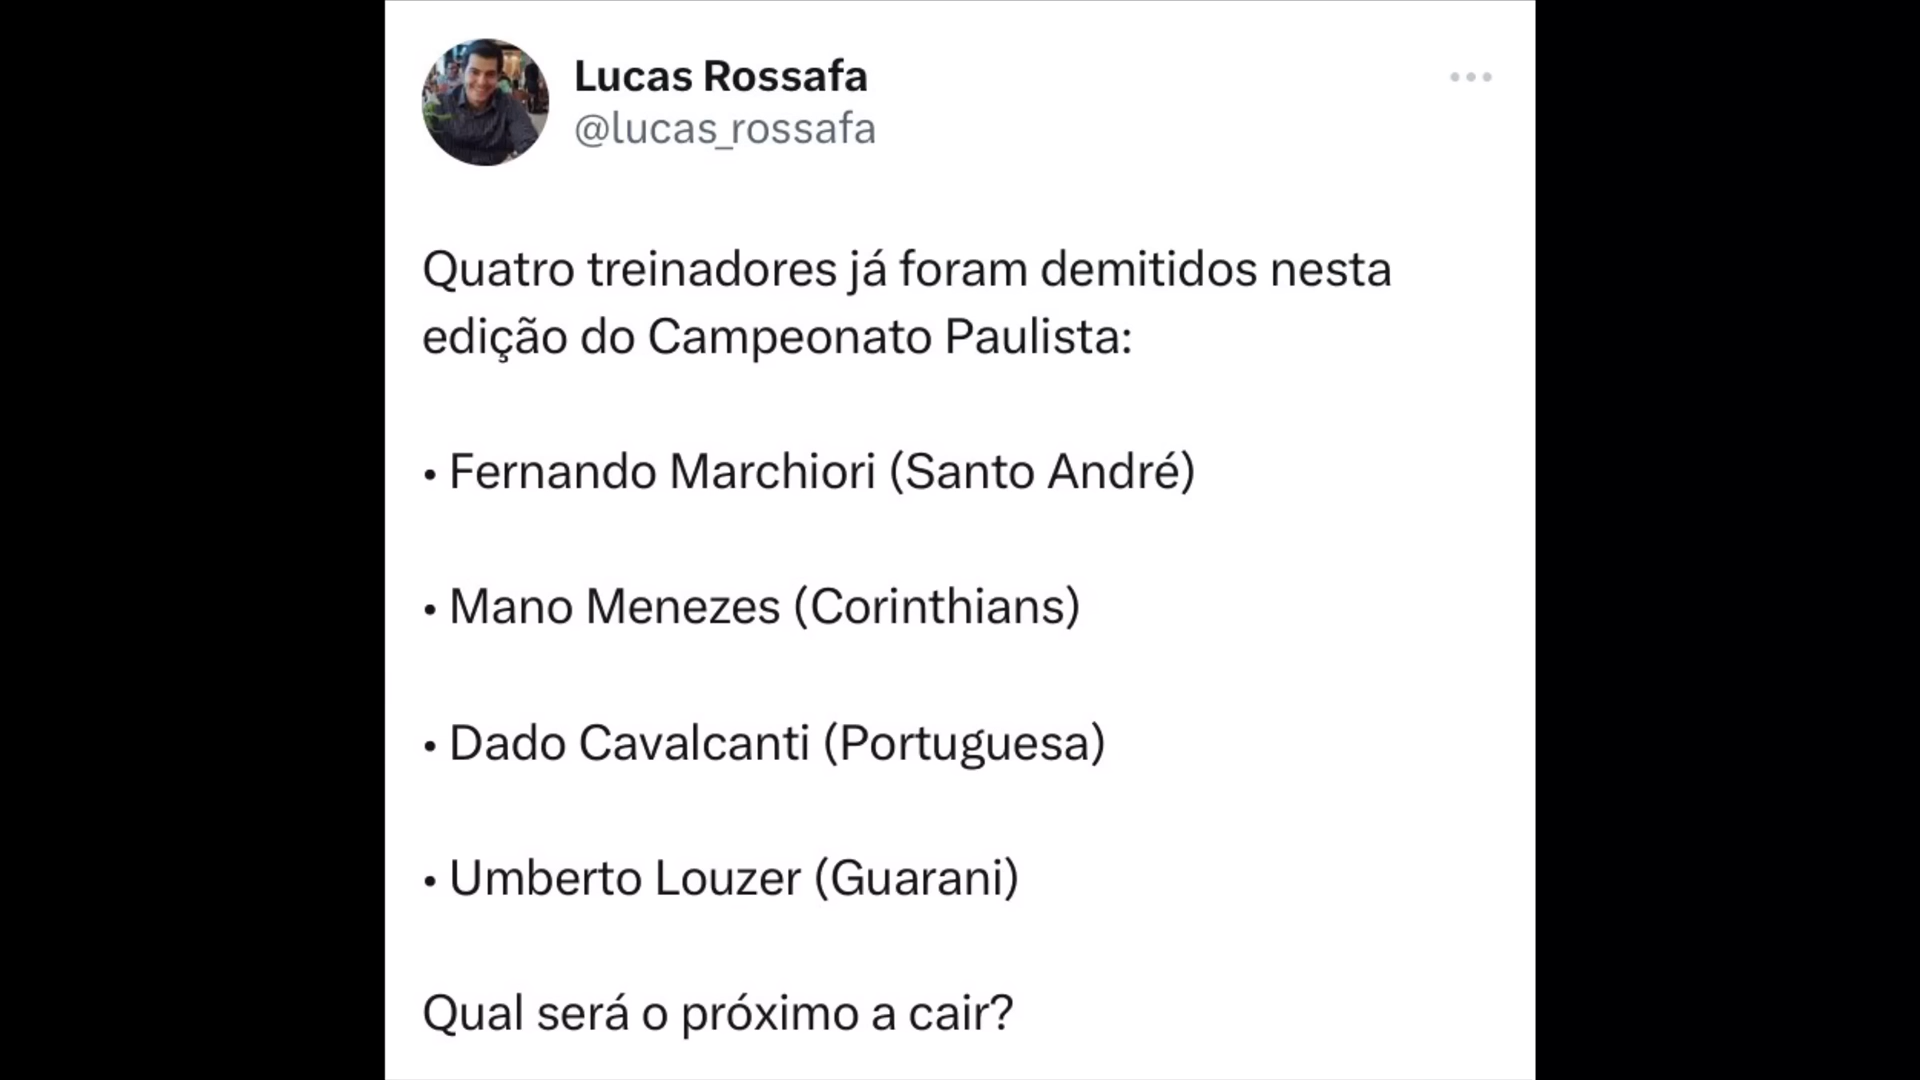 Lucas Rossafa
@lucas_rossafa
Quatro treinadores já foram demitidos nesta
edição do Campeonato Paulista:
• Fernando Marchiori (Santo André)
• Mano Menezes (Corinthians)
• Dado Cavalcanti (Portuguesa)
• Umberto Louzer (Guarani)
Qual será o próximo a cair?